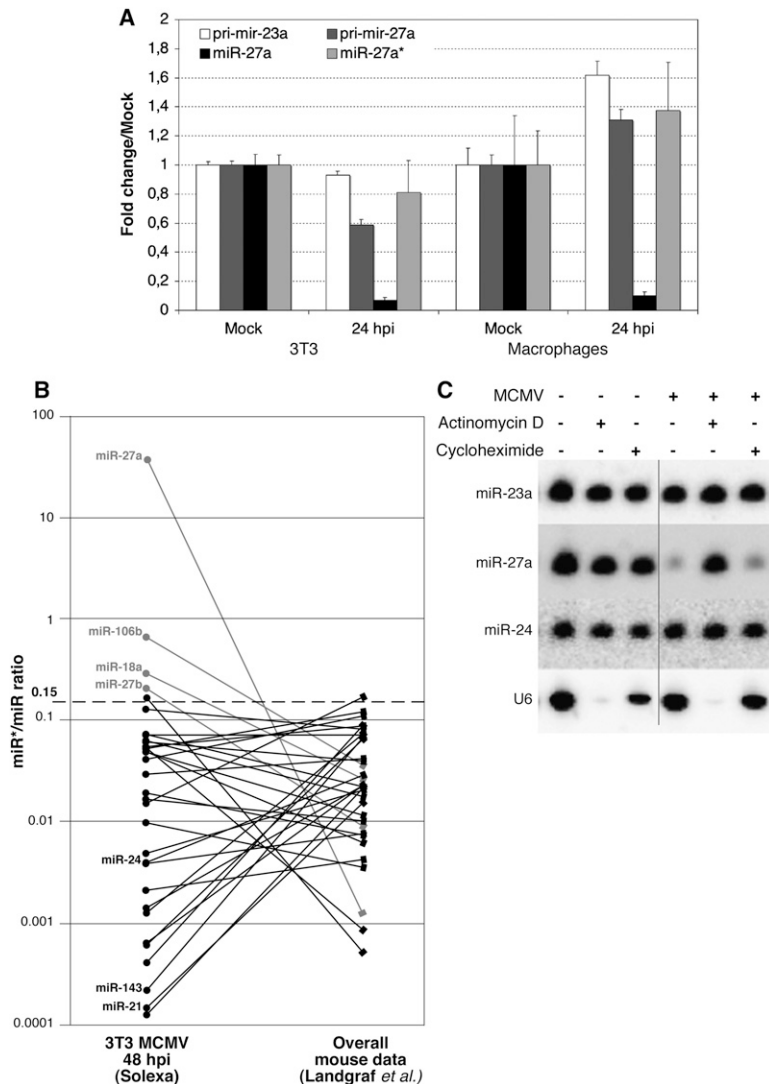 A
2
1,8
1,6
1,4
1,2
1
0,8
0,6
0,4
0,2
0
Fold change/Mock
pri-mir-23a
pri-mir-27a
miR-27a
miR-27a*
Mock
24 hpi
Mock
24 hpi
3T3
Macrophages
B
100
10
1
0.15
0.1
0.01
0.001
0.0001
miR*/miR ratio
miR-27a
miR-106b
miR-18a
miR-27b
miR-24
miR-143
miR-21
3T3 MCMV
48 hpi
(Solexa)
Overall
mouse data
(Landgraf et al.)
C
MCMV - - - + + +
Actinomycin D - + - - + -
Cycloheximide - - + - - +
miR-23a
miR-27a
miR-24
U6